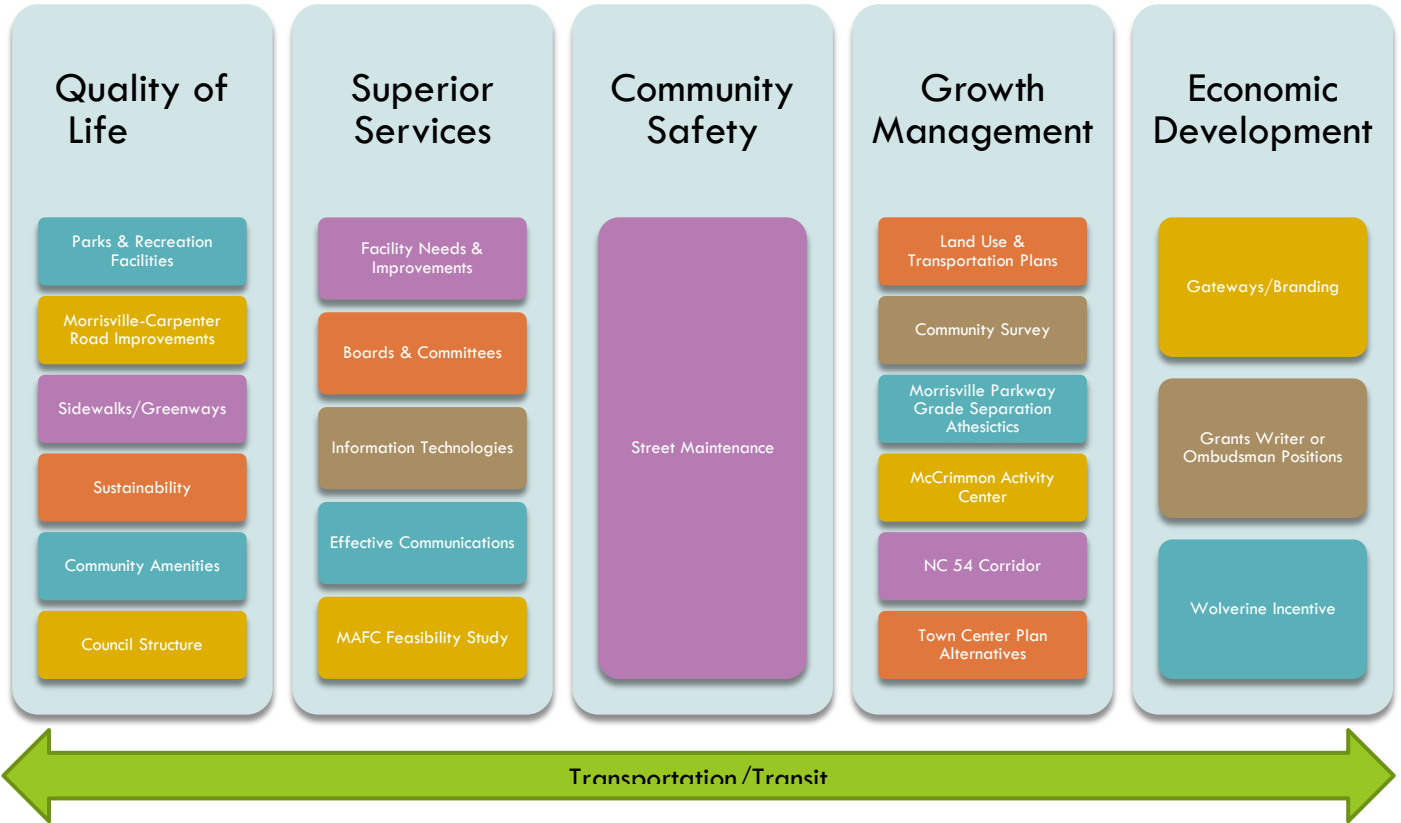 Quality of
Life
Parks & Recreation
Facilities
Morrisville-Carpenter
Road Improvements
Sidewalks/Greenways
Sustainability
Community Amenities
Council Structure
Superior
Services
Facility Needs &
Improvements
Boards & Committees
Information Technologies
Effective Communications
MAFC Feasibility Study
Community
Safety
Street Maintenance
Growth
Management
Land Use &
Transportation Plans
Community Survey
Morrisville Parkway
Grade Separation
Athesictics
McCrimmon Activity
Center
NC 54 Corridor
Town Center Plan
Alternatives
Economic
Development
Gateways/Branding
Grants Writer or
Ombudsman Positions
Wolverine Incentive
Transportation/Transit